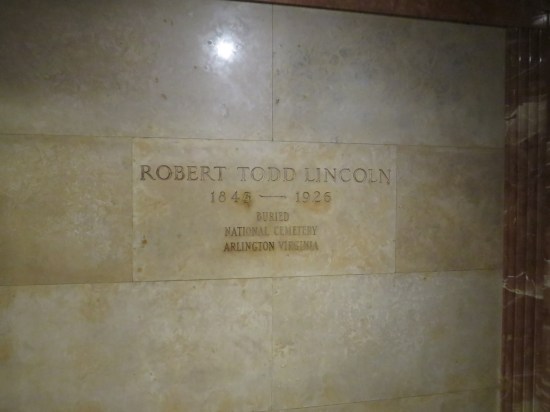 ROBERT TODD LINCOLN
1843 — 1926
BURIED
NATIONAL CEMETERY
ARLINGTON VIRGINIA